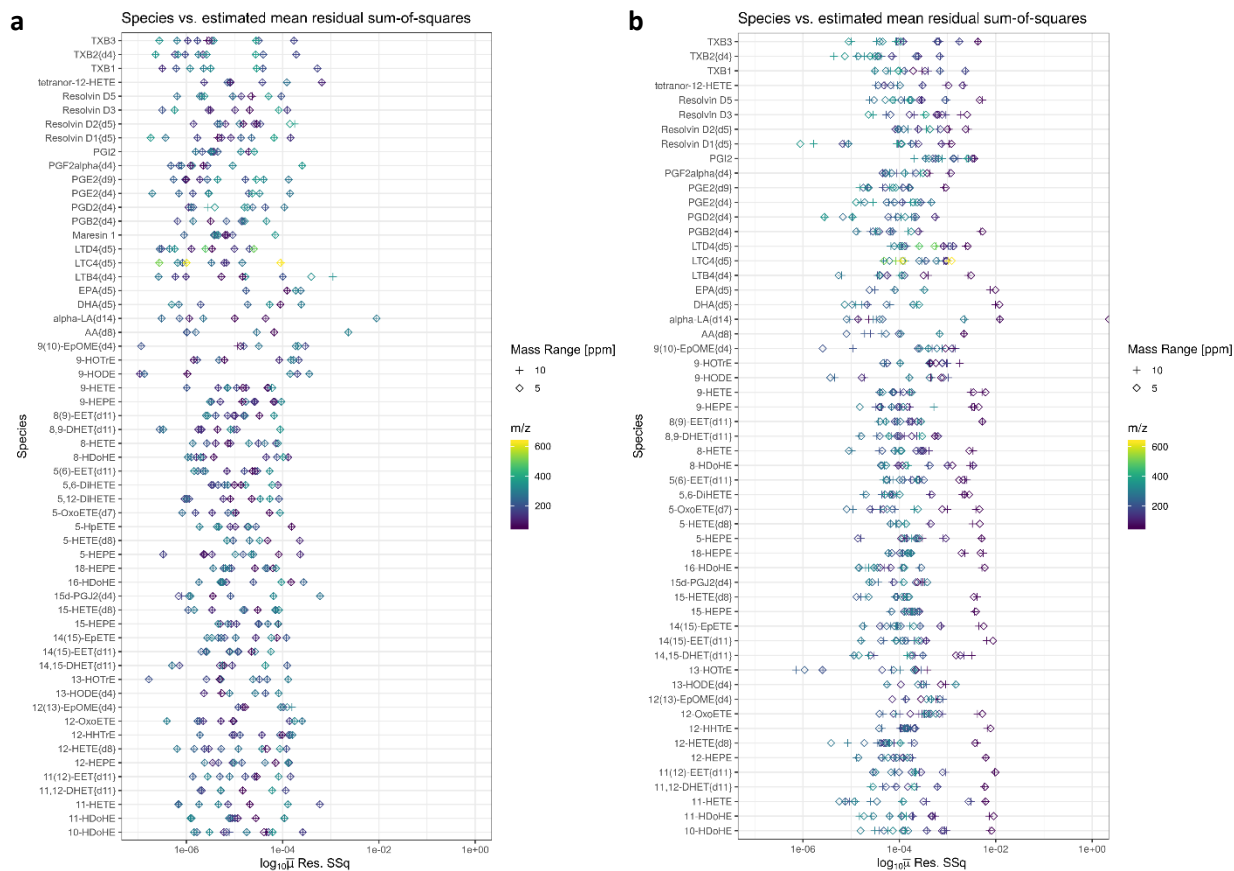 a
Species vs. estimated mean residual sum-of-squares
Species
TXB3
TXB2{d4}
TXB1
tetranor-12-HETE
Resolvin D5
Resolvin D3
Resolvin D2{d5}
Resolvin D1{d5}
PGI2
PGF2alpha{d4}
PGE2{d9}
PGE2{d4}
PGD2{d4}
PGB2{d4}
Maresin 1
LTD4{d5}
LTC4{d5}
LTB4{d4}
EPA{d5}
DHA{d5}
alpha-LA{d14}
AA{d8}
9(10)-EpOME{d4}
9-HOTrE
9-HODE
9-HETE
9-HEPE
8(9)-EET{d11}
8,9-DHET{d11}
8-HETE
8-HDoHE
5(6)-EET{d11}
5,6-DiHETE
5,12-DiHETE
5-OxoETE{d7}
5-HpETE
5-HETE{d8}
5-HEPE
18-HEPE
16-HDoHE
15d-PGJ2{d4}
15-HETE{d8}
15-HEPE
14(15)-EpETE
14(15)-EET{d11}
14,15-DHET{d11}
13-HOTrE
13-HODE{d4}
12(13)-EpOME{d4}
12-OxoETE
12-HHTrE
12-HETE{d8}
12-HEPE
11(12)-EET{d11}
11,12-DHET{d11}
11-HETE
11-HDoHE
10-HDoHE
1e-06
1e-04
1e-02
1e+00
log10μ̅ Res. SSq
Mass Range [ppm]
10
5
m/z
600
400
200
b
Species vs. estimated mean residual sum-of-squares
Species
TXB3
TXB2{d4}
TXB1
tetranor-12-HETE
Resolvin D5
Resolvin D3
Resolvin D2{d5}
Resolvin D1{d5}
PGI2
PGF2alpha{d4}
PGE2{d9}
PGE2{d4}
PGD2{d4}
PGB2{d4}
LTD4{d5}
LTC4{d5}
LTB4{d4}
EPA{d5}
DHA{d5}
alpha-LA{d14}
AA{d8}
9(10)-EpOME{d4}
9-HOTrE
9-HODE
9-HETE
9-HEPE
8(9)-EET{d11}
8,9-DHET{d11}
8-HETE
8-HDoHE
5(6)-EET{d11}
5,6-DiHETE
5-OxoETE{d7}
5-HETE{d8}
5-HEPE
18-HEPE
16-HDoHE
15d-PGJ2{d4}
15-HETE{d8}
15-HEPE
14(15)-EpETE
14(15)-EET{d11}
14,15-DHET{d11}
13-HOTrE
13-HODE{d4}
12(13)-EpOME{d4}
12-OxoETE
12-HHTrE
12-HETE{d8}
12-HEPE
11(12)-EET{d11}
11,12-DHET{d11}
11-HETE
11-HDoHE
10-HDoHE
1e-06
1e-04
1e-02
1e+00
log10μ̅ Res. SSq
Mass Range [ppm]
10
5
m/z
600
400
200